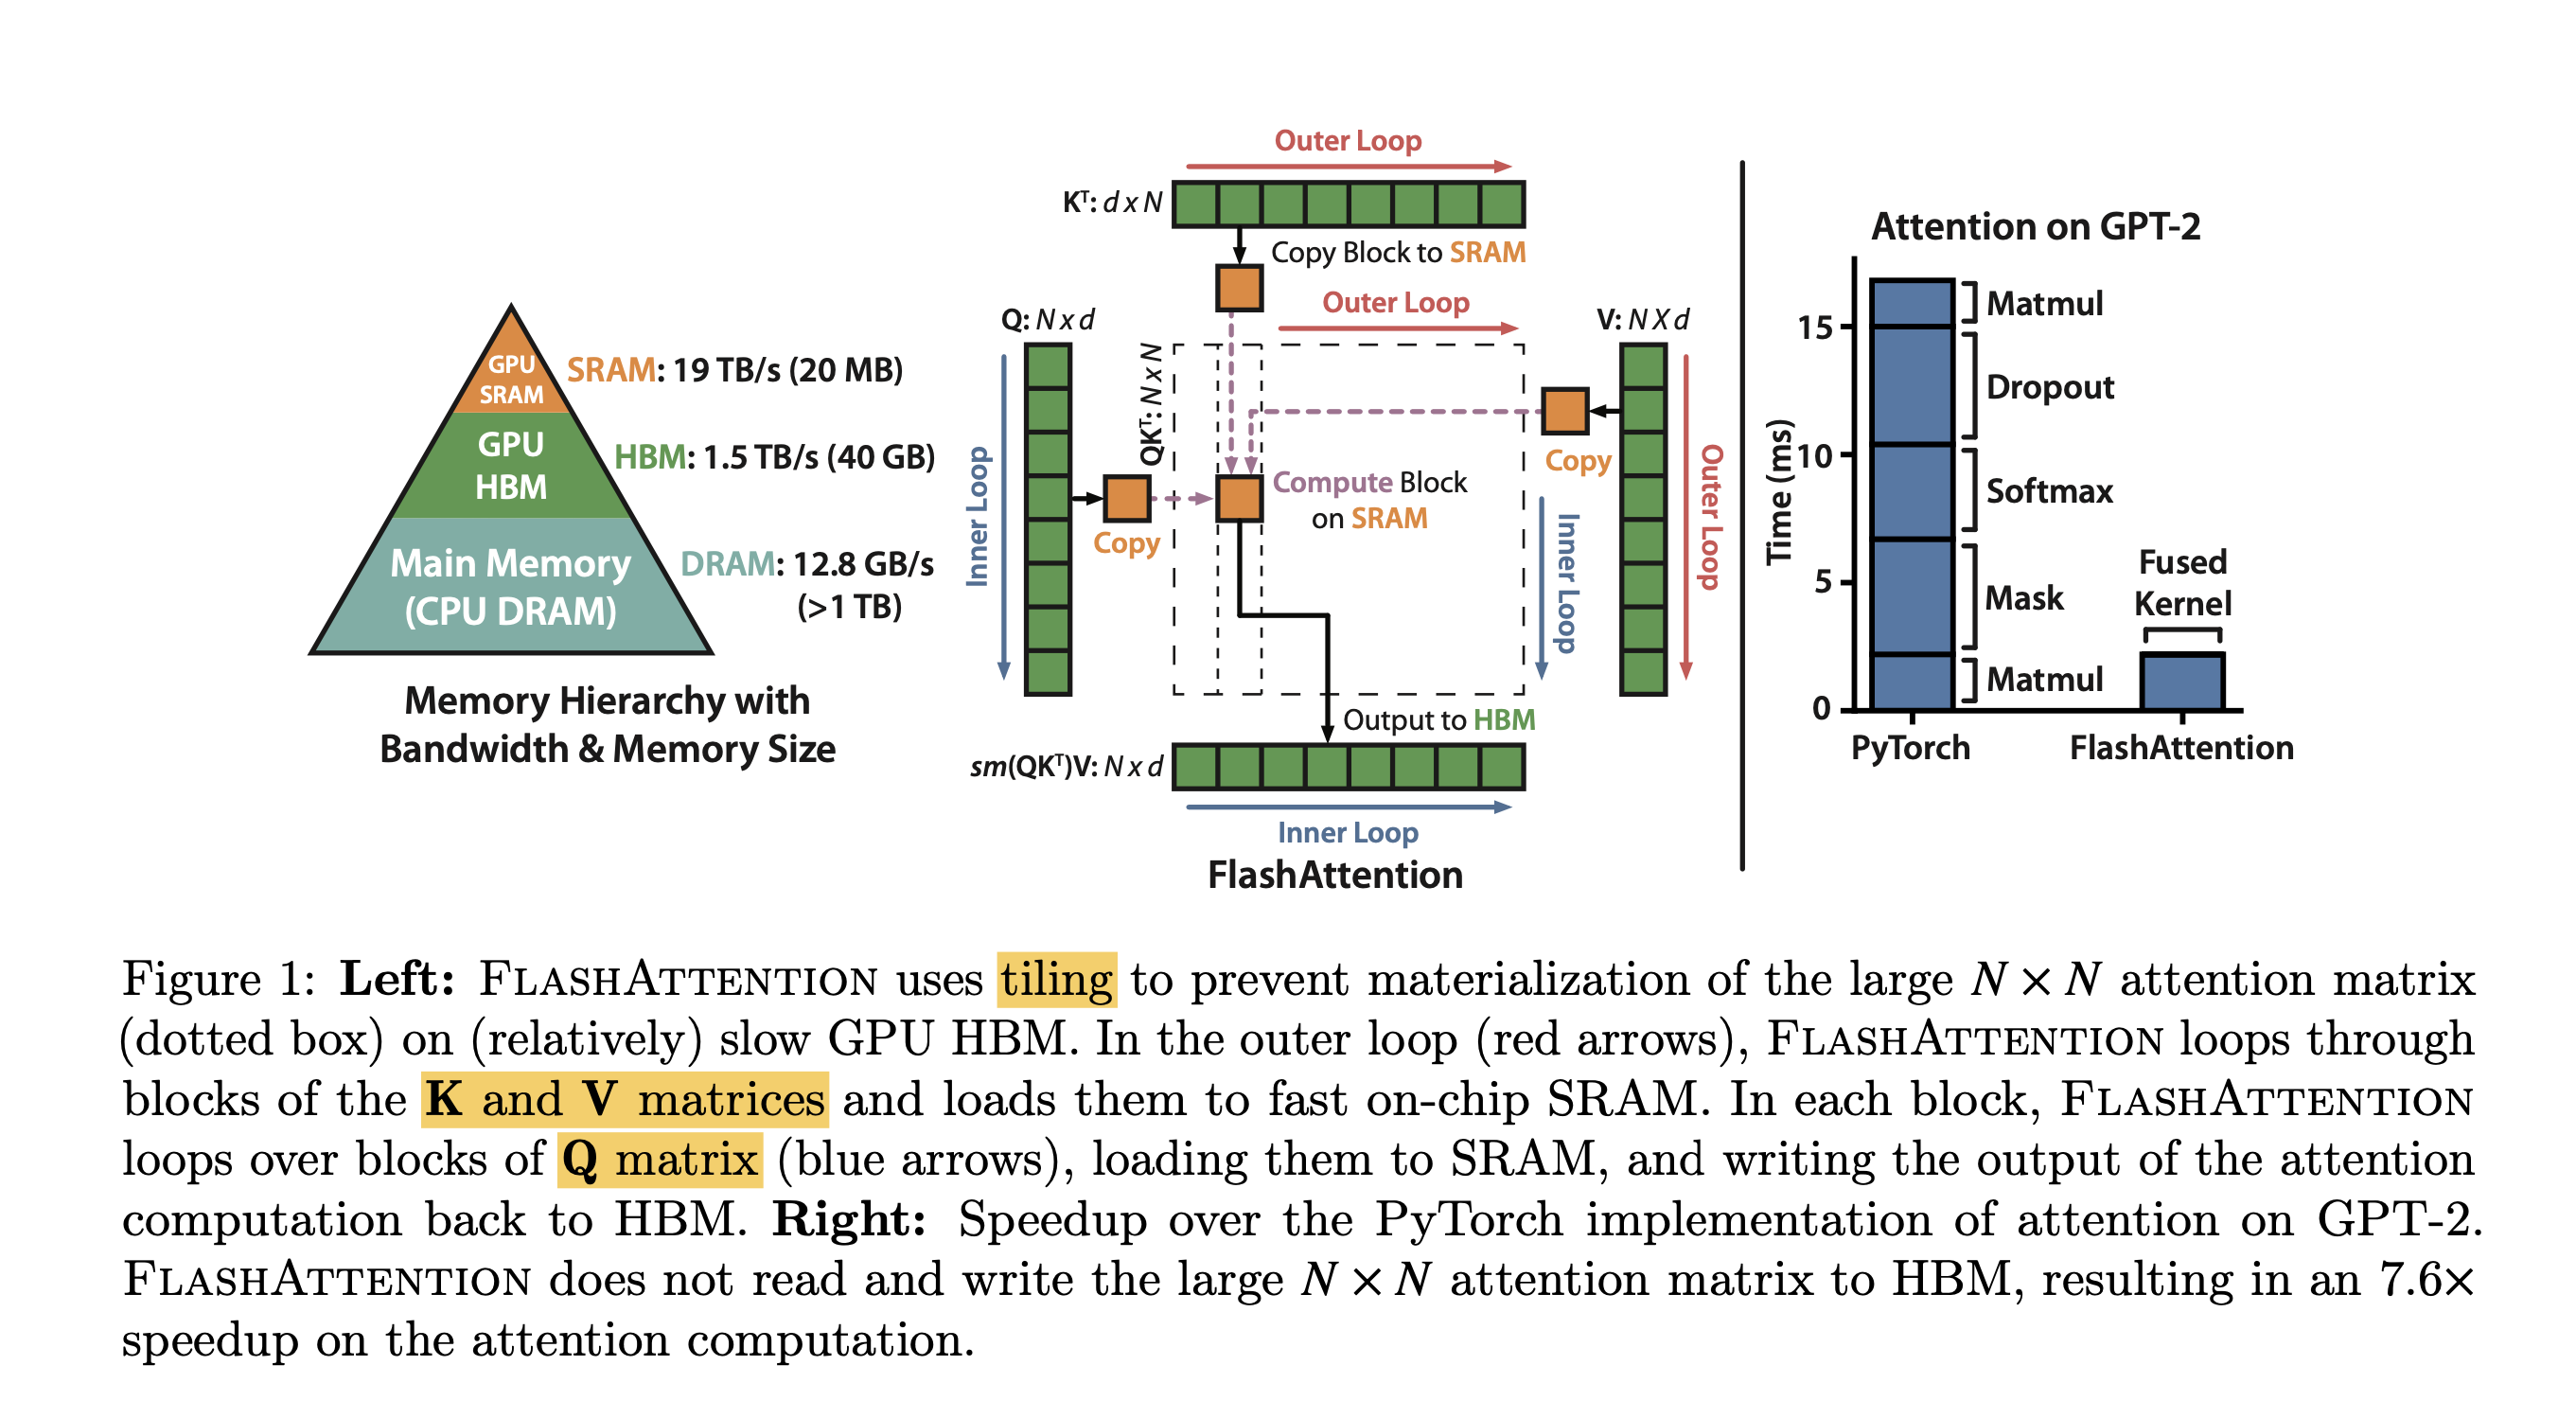 GPU
SRAM
SRAM: 19 TB/s (20 MB)
GPU
HBM
HBM: 1.5 TB/s (40 GB)
Main Memory
(CPU DRAM)
DRAM: 12.8 GB/s
(>1 TB)
Memory Hierarchy with
Bandwidth & Memory Size
Outer Loop
Kᵀ: d x N
Copy Block to SRAM
Outer Loop
Q: N x d
V: N X d
QKᵀ: N x N
Inner Loop
Copy
Compute Block
on SRAM
Copy
Inner Loop
Outer Loop
Output to HBM
sm(QKᵀ)V: N x d
Inner Loop
FlashAttention
Attention on GPT-2
Time (ms)
15
10
5
0
Matmul
Dropout
Softmax
Mask
Matmul
Fused
Kernel
PyTorch
FlashAttention
Figure 1: Left: FLASHATTENTION uses tiling to prevent materialization of the large N × N attention matrix
(dotted box) on (relatively) slow GPU HBM. In the outer loop (red arrows), FLASHATTENTION loops through
blocks of the K and V matrices and loads them to fast on-chip SRAM. In each block, FLASHATTENTION
loops over blocks of Q matrix (blue arrows), loading them to SRAM, and writing the output of the attention
computation back to HBM. Right: Speedup over the PyTorch implementation of attention on GPT-2.
FLASHATTENTION does not read and write the large N × N attention matrix to HBM, resulting in an 7.6×
speedup on the attention computation.